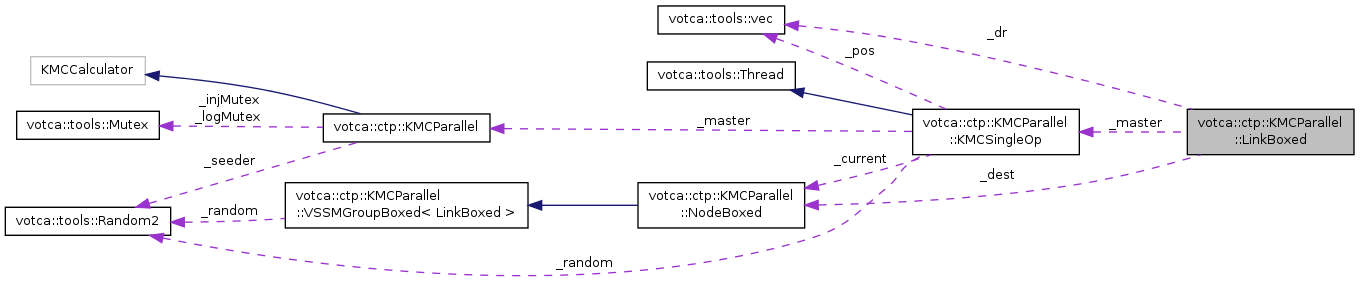 votca::tools::vec
_dr
_pos
KMCCalculator
votca::tools::Thread
_injMutex
_logMutex
votca::tools::Mutex
votca::ctp::KMCParallel
_master
votca::ctp::KMCParallel
::KMCSingleOp
_master
votca::ctp::KMCParallel
::LinkBoxed
_seeder
_current
_dest
votca::tools::Random2
_random
votca::ctp::KMCParallel
::VSSMGroupBoxed< LinkBoxed >
votca::ctp::KMCParallel
::NodeBoxed
_random